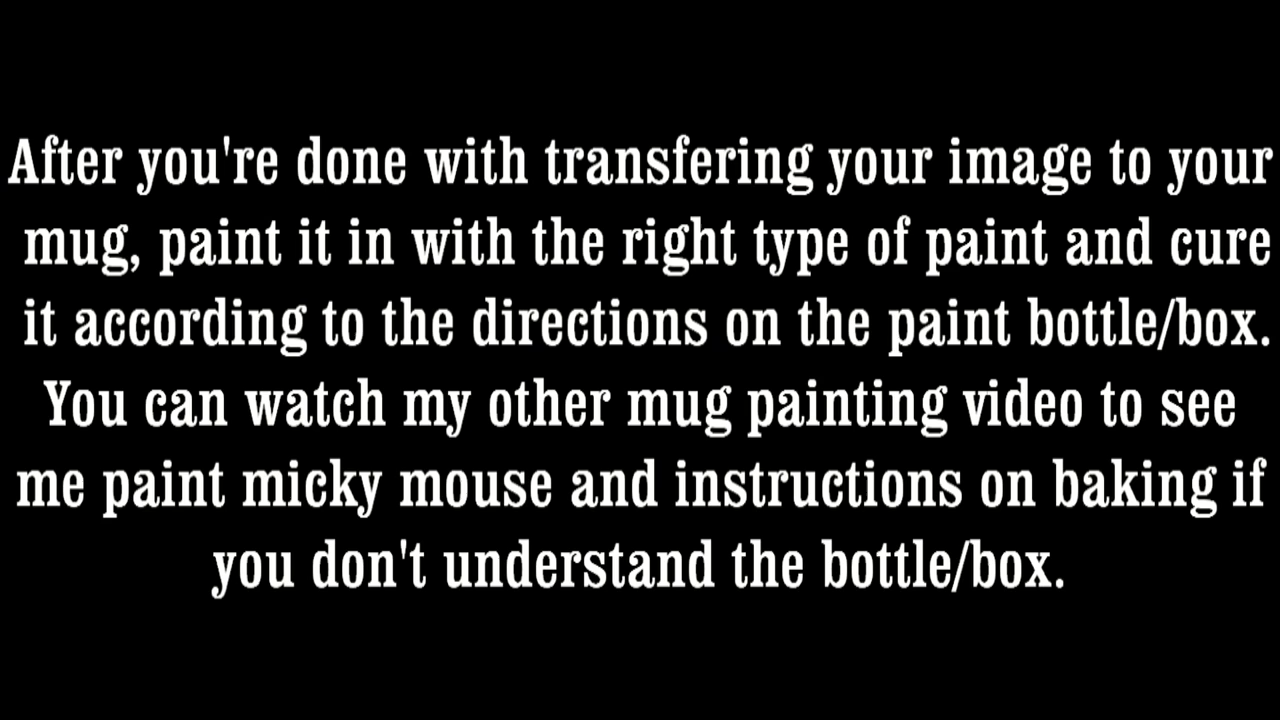 After you're done with transfering your image to your
mug, paint it in with the right type of paint and cure
it according to the directions on the paint bottle/box.
You can watch my other mug painting video to see
me paint micky mouse and instructions on baking if
you don't understand the bottle/box.